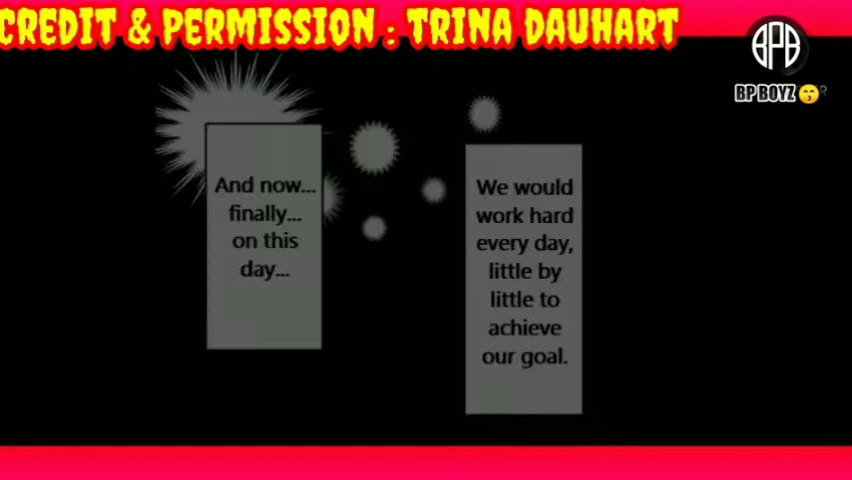 CREDIT & PERMISSION : TRINA DAUHART
BPB
BP BOYZ 😙
We would
work hard
every day,
little by
little to
achieve
our goal.
And now...
finally...
on this
day...